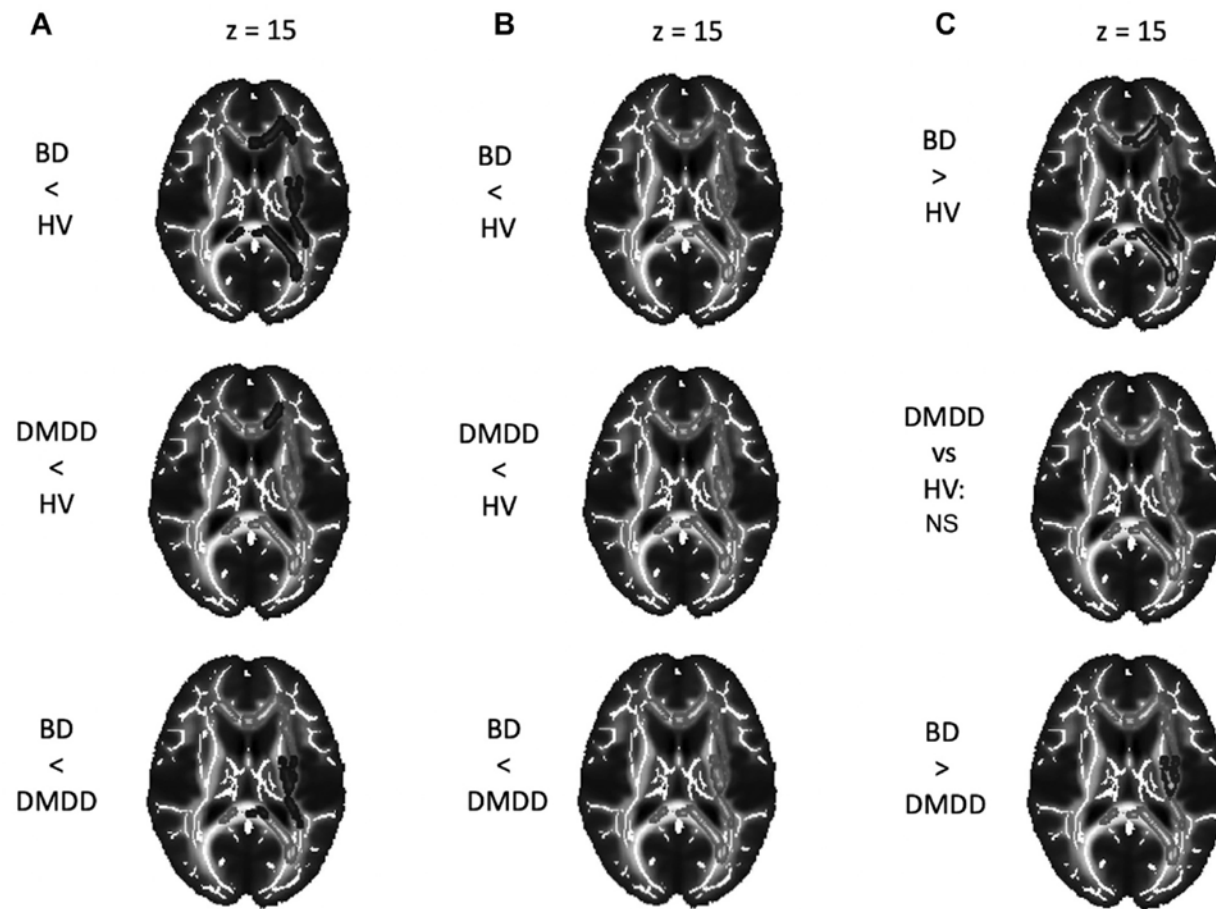 A
z = 15
B
z = 15
C
z = 15
BD
<
HV
BD
<
HV
BD
>
HV
DMDD
<
HV
DMDD
<
HV
DMDD
vs
HV:
NS
BD
<
DMDD
BD
<
DMDD
BD
>
DMDD